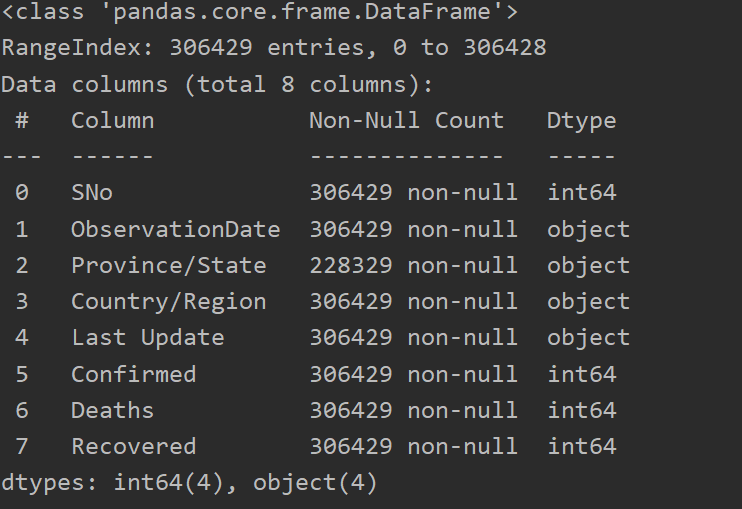 <class 'pandas.core.frame.DataFrame'>
RangeIndex: 306429 entries, 0 to 306428
Data columns (total 8 columns):
 #   Column           Non-Null Count   Dtype
---  ------           --------------   -----
 0   SNo              306429 non-null  int64
 1   ObservationDate  306429 non-null  object
 2   Province/State   228329 non-null  object
 3   Country/Region   306429 non-null  object
 4   Last Update      306429 non-null  object
 5   Confirmed        306429 non-null  int64
 6   Deaths           306429 non-null  int64
 7   Recovered        306429 non-null  int64
dtypes: int64(4), object(4)